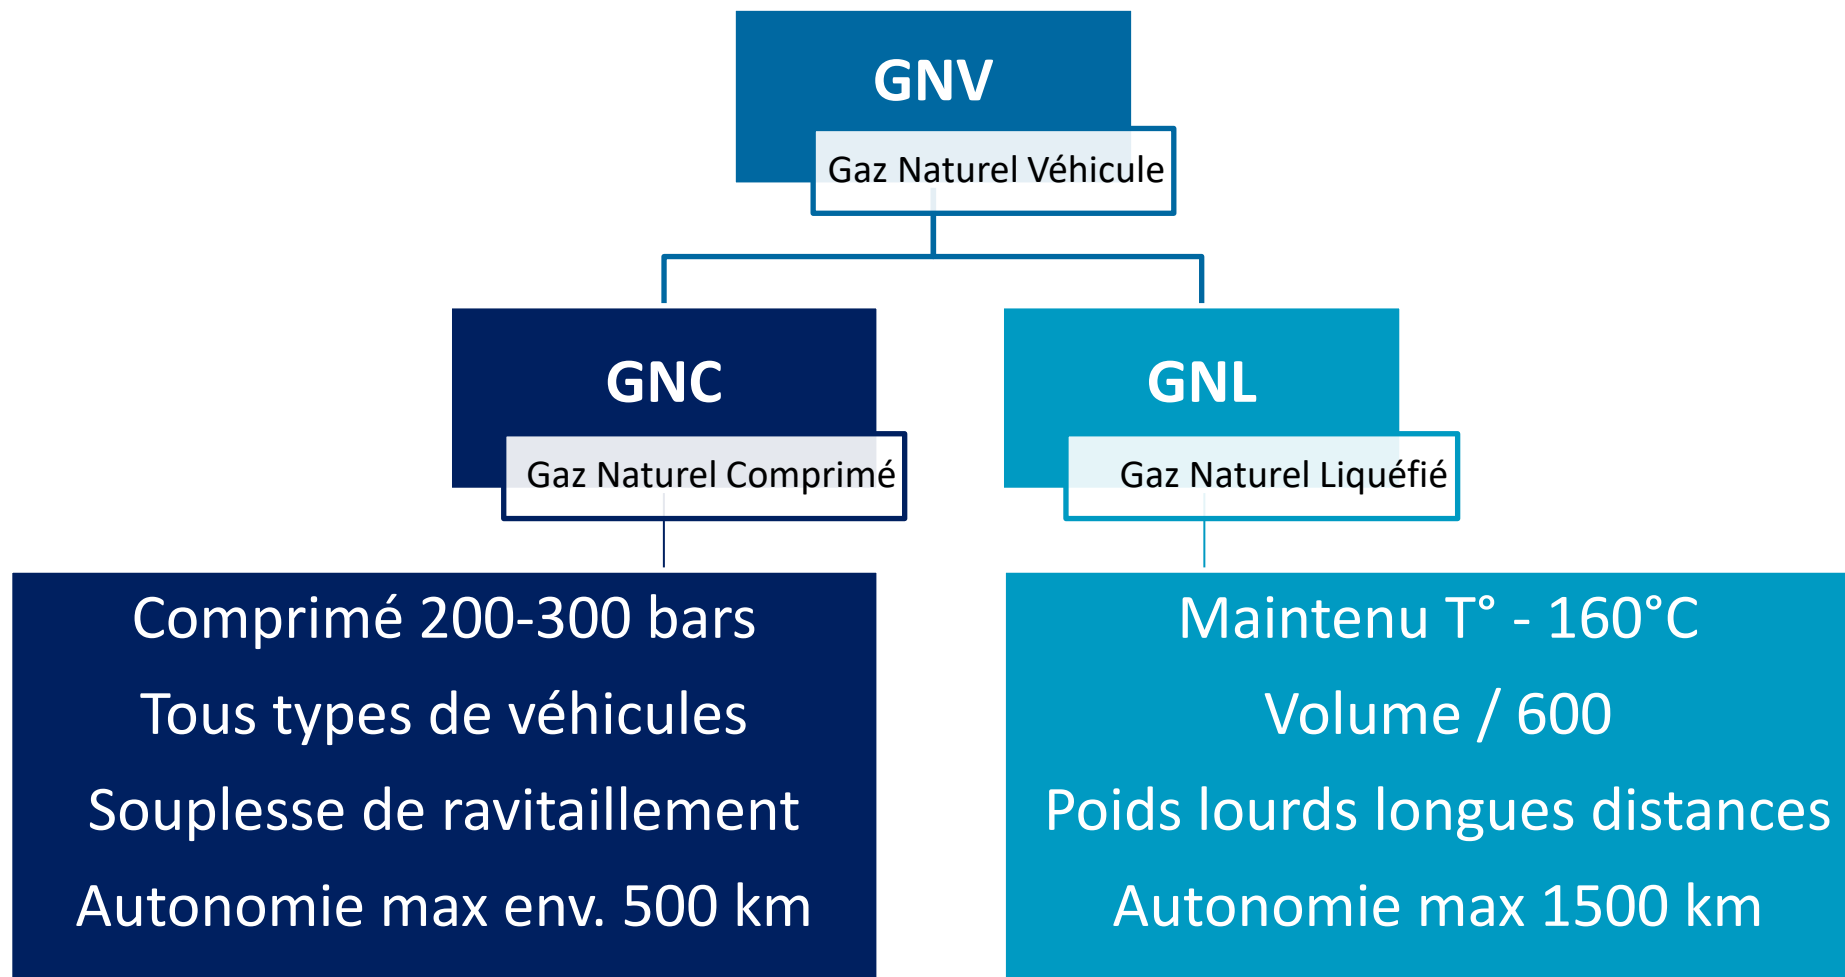 GNV
Gaz Naturel Véhicule
GNC
Gaz Naturel Comprimé
GNL
Gaz Naturel Liquéfié
Comprimé 200-300 bars
Tous types de véhicules
Souplesse de ravitaillement
Autonomie max env. 500 km
Maintenu T° - 160°C
Volume / 600
Poids lourds longues distances
Autonomie max 1500 km